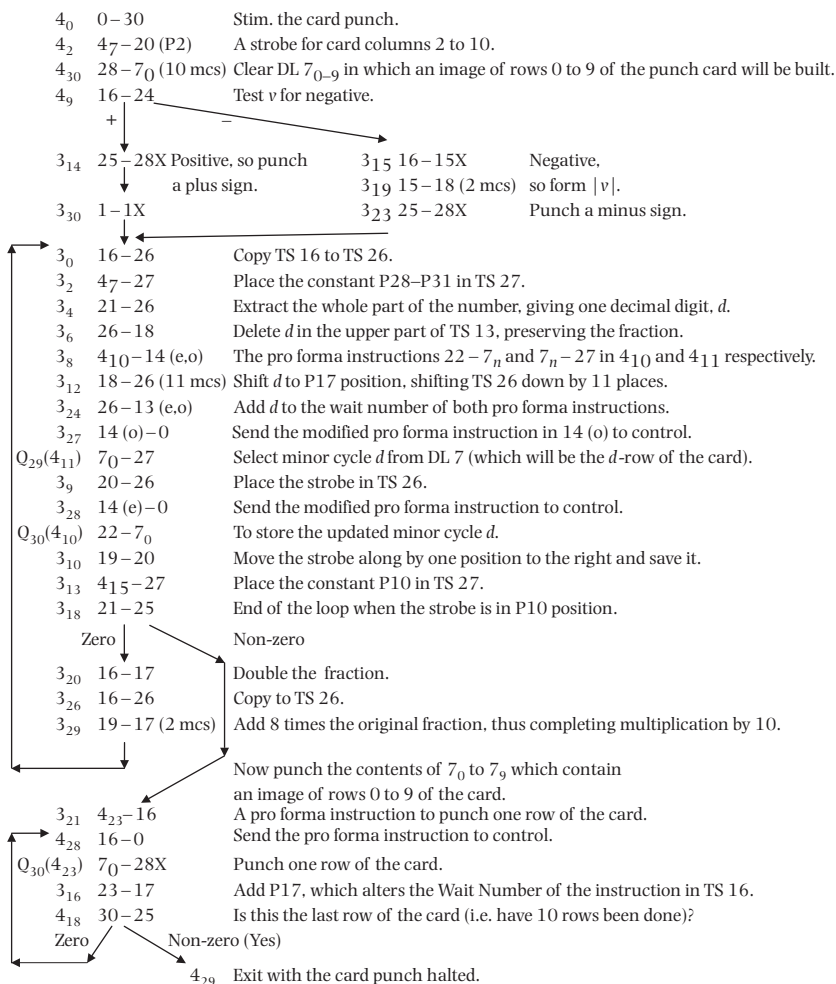 4₀ 0–30 Stim. the card punch.
4₂ 4₇–20 (P2) A strobe for card columns 2 to 10.
4₃₀ 28–7₀ (10 mcs) Clear DL 7₀₋₉ in which an image of rows 0 to 9 of the punch card will be built.
4₉ 16–24 Test v for negative.
+ −
3₁₄ 25–28X Positive, so punch 3₁₅ 16–15X Negative,
a plus sign. 3₁₉ 15–18 (2 mcs) so form |v|.
3₃₀ 1–1X 3₂₃ 25–28X Punch a minus sign.
3₀ 16–26 Copy TS 16 to TS 26.
3₂ 4₇–27 Place the constant P28–P31 in TS 27.
3₄ 21–26 Extract the whole part of the number, giving one decimal digit, d.
3₆ 26–18 Delete d in the upper part of TS 13, preserving the fraction.
3₈ 4₁₀–14 (e,o) The pro forma instructions 22–7ₙ and 7ₙ–27 in 4₁₀ and 4₁₁ respectively.
3₁₂ 18–26 (11 mcs) Shift d to P17 position, shifting TS 26 down by 11 places.
3₂₄ 26–13 (e,o) Add d to the wait number of both pro forma instructions.
3₂₇ 14 (o)–0 Send the modified pro forma instruction in 14 (o) to control.
Q₂₉(4₁₁) 7₀–27 Select minor cycle d from DL 7 (which will be the d-row of the card).
3₉ 20–26 Place the strobe in TS 26.
3₂₈ 14 (e)–0 Send the modified pro forma instruction to control.
Q₃₀(4₁₀) 22–7₀ To store the updated minor cycle d.
3₁₀ 19–20 Move the strobe along by one position to the right and save it.
3₁₃ 4₁₅–27 Place the constant P10 in TS 27.
3₁₈ 21–25 End of the loop when the strobe is in P10 position.
Zero Non-zero
3₂₀ 16–17 Double the fraction.
3₂₆ 16–26 Copy to TS 26.
3₂₉ 19–17 (2 mcs) Add 8 times the original fraction, thus completing multiplication by 10.
Now punch the contents of 7₀ to 7₉ which contain
an image of rows 0 to 9 of the card.
3₂₁ 4₂₃–16 A pro forma instruction to punch one row of the card.
4₂₈ 16–0 Send the pro forma instruction to control.
Q₃₀(4₂₃) 7₀–28X Punch one row of the card.
3₁₆ 23–17 Add P17, which alters the Wait Number of the instruction in TS 16.
4₁₈ 30–25 Is this the last row of the card (i.e. have 10 rows been done)?
Zero Non-zero (Yes)
4₂₉ Exit with the card punch halted.